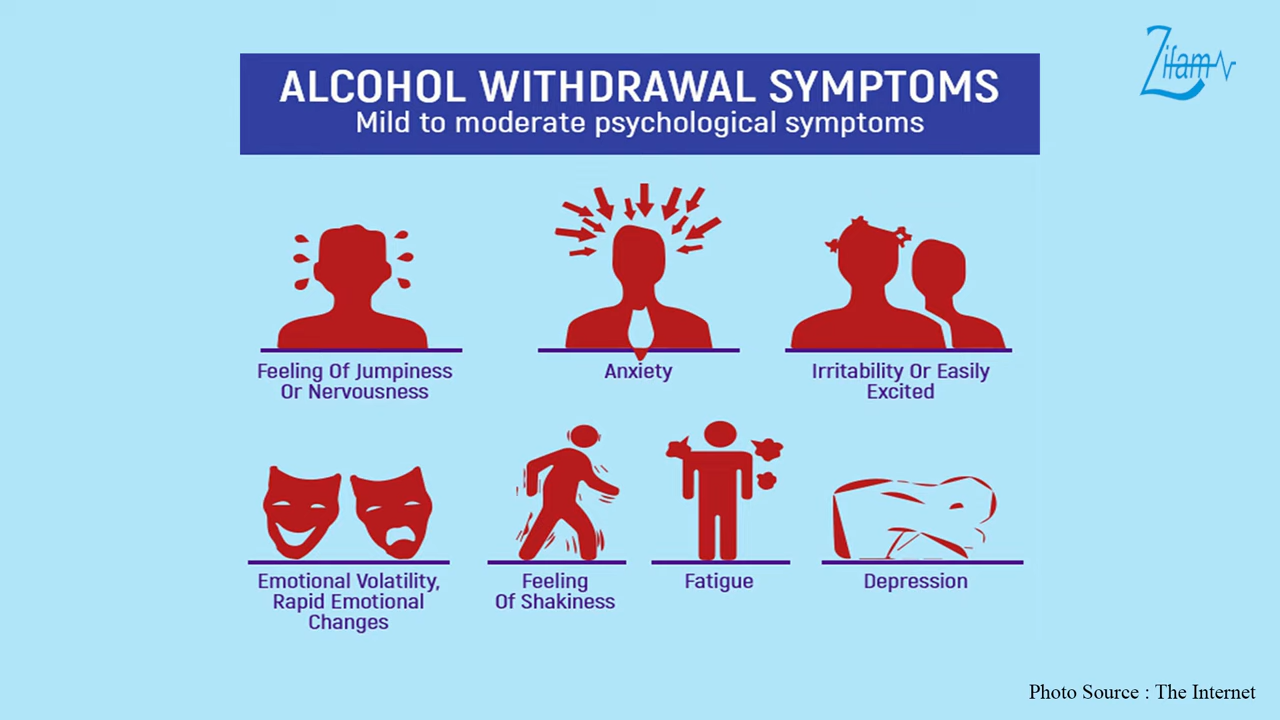 Zifam
ALCOHOL WITHDRAWAL SYMPTOMS
Mild to moderate psychological symptoms
Feeling Of Jumpiness
Or Nervousness
Anxiety
Irritability Or Easily
Excited
Emotional Volatility,
Rapid Emotional
Changes
Feeling
Of Shakiness
Fatigue
Depression
Photo Source : The Internet